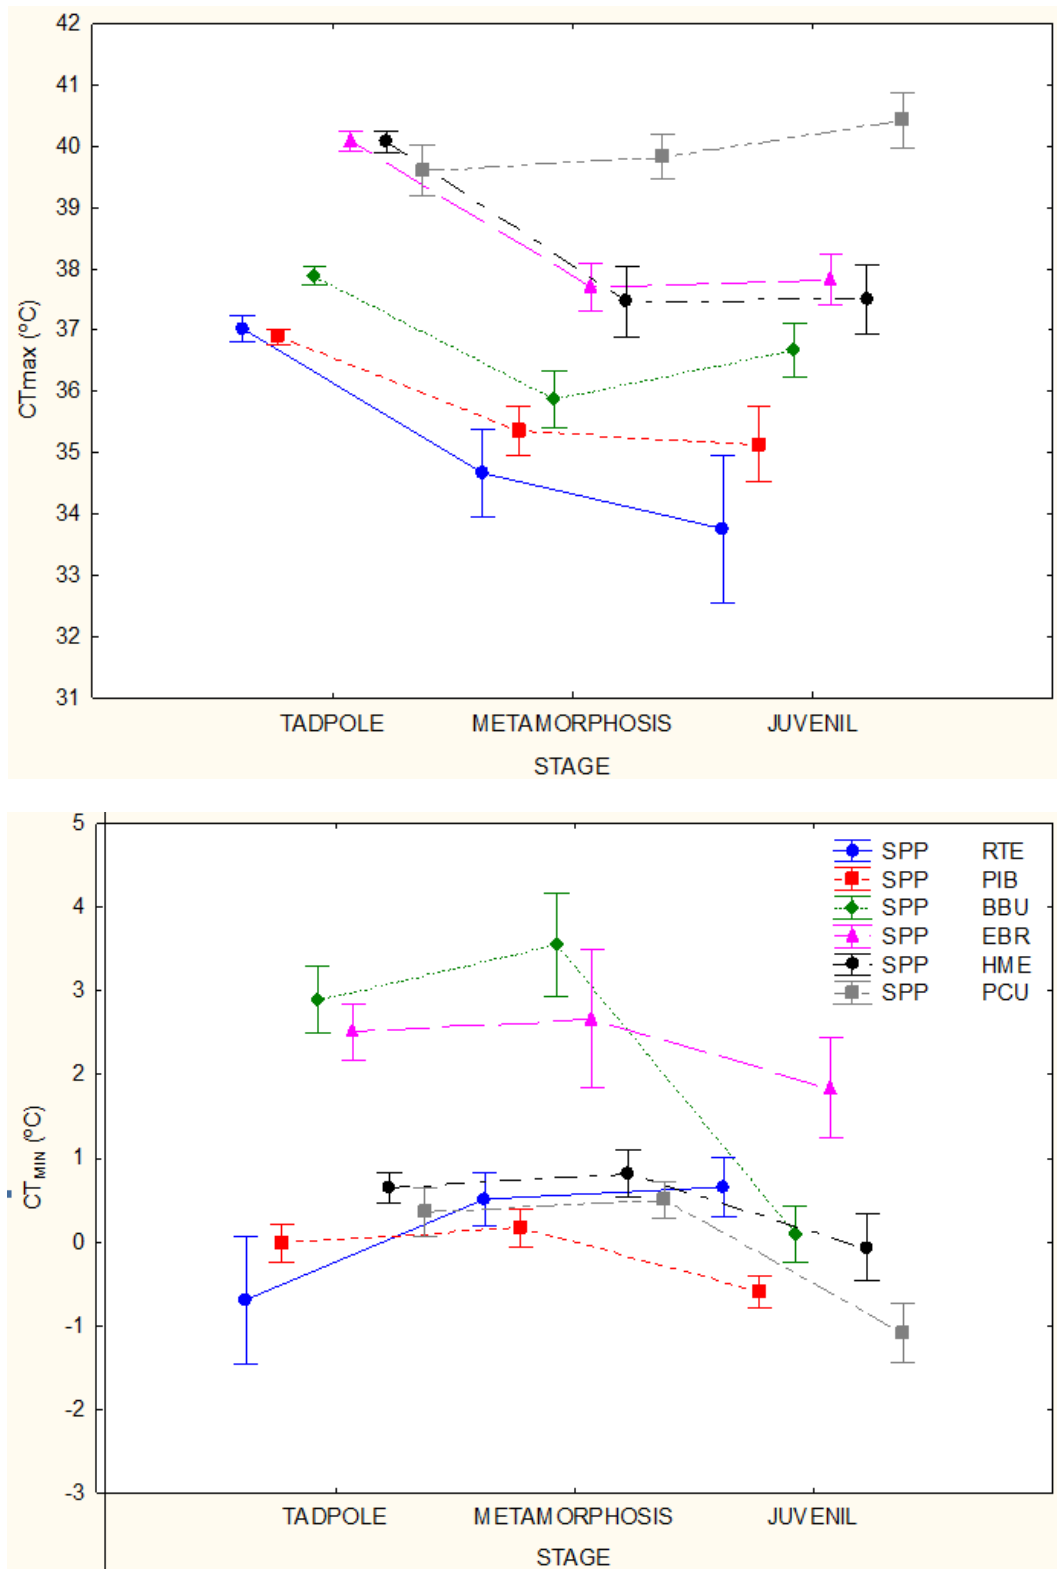 42
41
40
39
38
37
36
35
34
33
32
31
CTmax (ºC)
TADPOLE METAMORPHOSIS JUVENIL
STAGE
5
4
3
2
1
0
-1
-2
-3
CTMIN (ºC)
SPP RTE
SPP PIB
SPP BBU
SPP EBR
SPP HME
SPP PCU
TADPOLE METAMORPHOSIS JUVENIL
STAGE